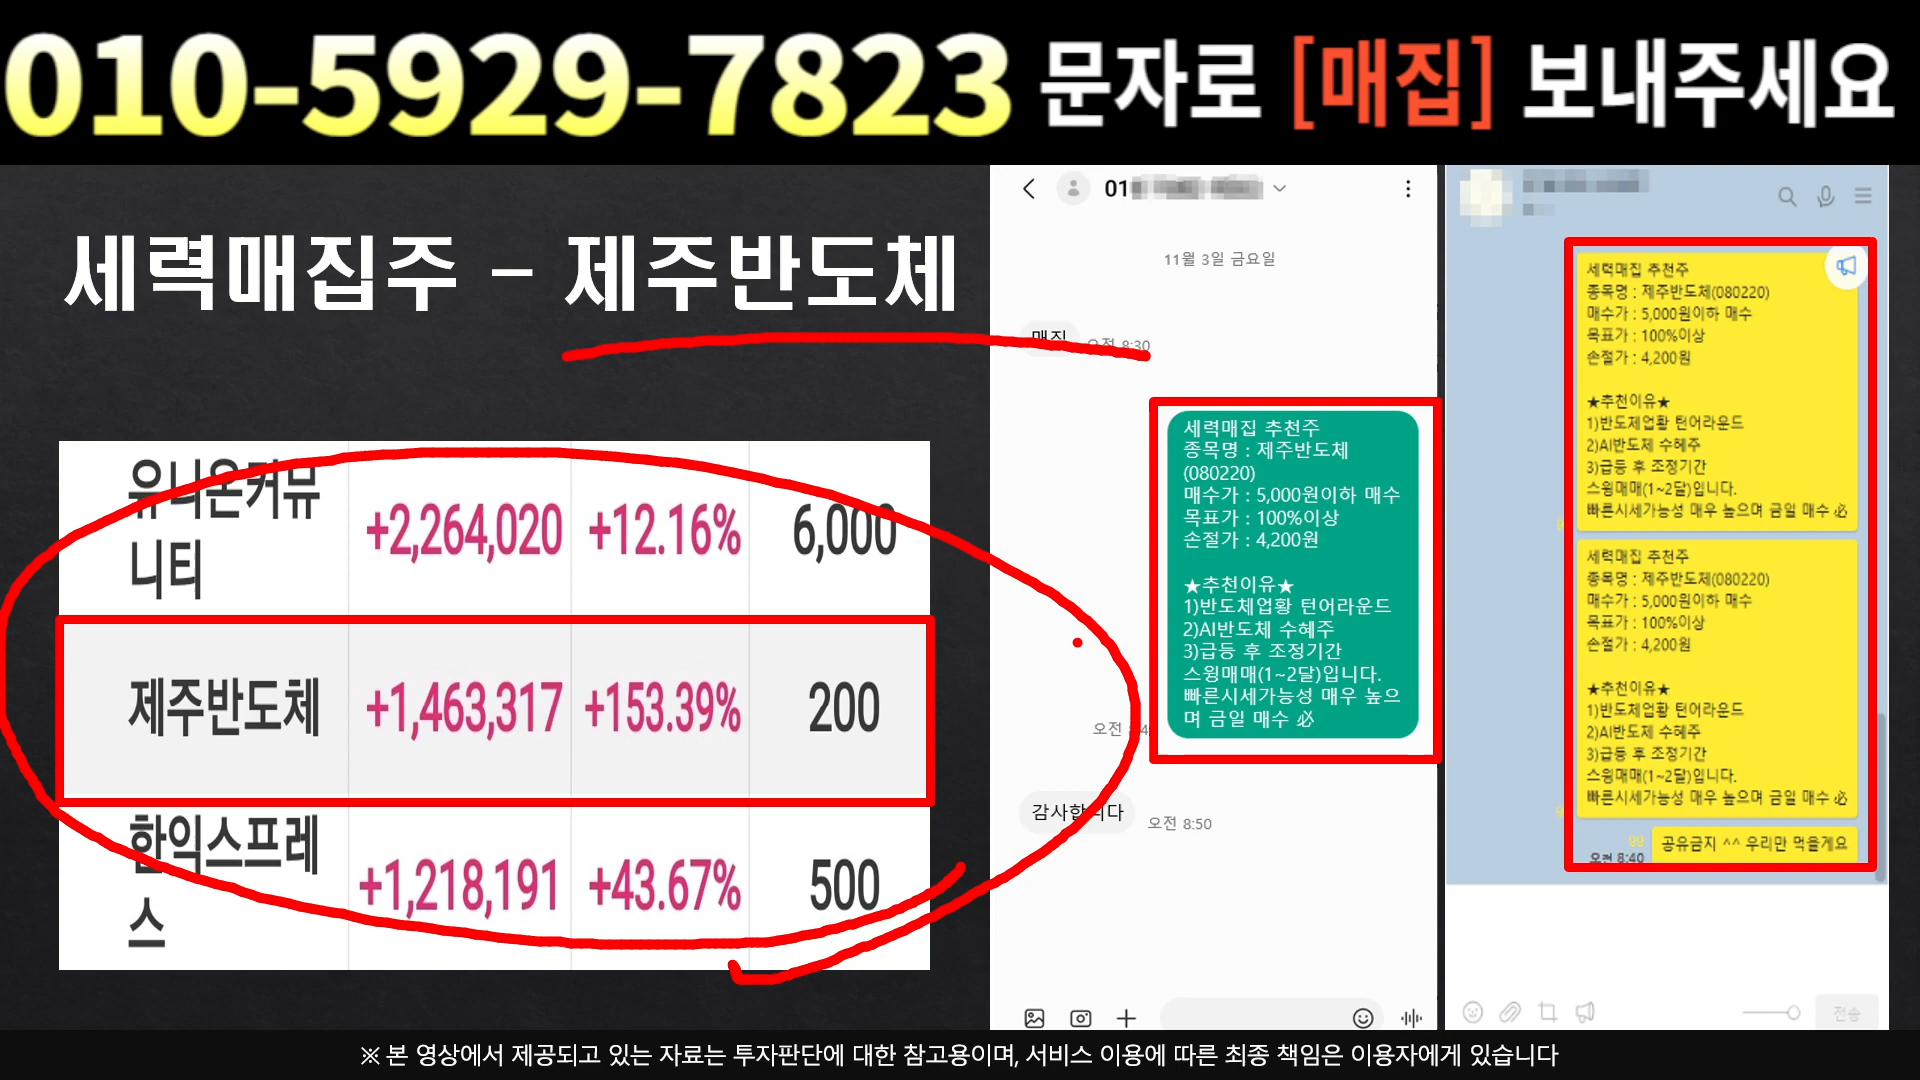 010-5929-7823 문자로 [매집] 보내주세요
세력매집주 - 제주반도체
유니온커뮤
니티
+2,264,020 +12.16% 6,000
제주반도체 +1,463,317 +153.39% 200
한익스프레
스
+1,218,191 +43.67% 500
01
11월 3일 금요일
매집
오전 8:30
세력매집 추천주
종목명 : 제주반도체
(080220)
매수가 : 5,000원이하 매수
목표가 : 100%이상
손절가 : 4,200원
★추천이유★
1)반도체업황 턴어라운드
2)AI반도체 수혜주
3)급등 후 조정기간
스윙매매(1~2달)입니다.
빠른시세가능성 매우 높으
며 금일 매수 必
오전
감사합니다
오전 8:50
세력매집 추천주
종목명 : 제주반도체(080220)
매수가 : 5,000원이하 매수
목표가 : 100%이상
손절가 : 4,200원
★추천이유★
1)반도체업황 턴어라운드
2)AI반도체 수혜주
3)급등 후 조정기간
스윙매매(1~2달)입니다.
빠른시세가능성 매우 높으며 금일 매수 必
세력매집 추천주
종목명 : 제주반도체(080220)
매수가 : 5,000원이하 매수
목표가 : 100%이상
손절가 : 4,200원
★추천이유★
1)반도체업황 턴어라운드
2)AI반도체 수혜주
3)급등 후 조정기간
스윙매매(1~2달)입니다.
빠른시세가능성 매우 높으며 금일 매수 必
오전 8:40
공유금지 ^^ 우리만 먹을게요
전송
※ 본 영상에서 제공되고 있는 자료는 투자판단에 대한 참고용이며, 서비스 이용에 따른 최종 책임은 이용자에게 있습니다